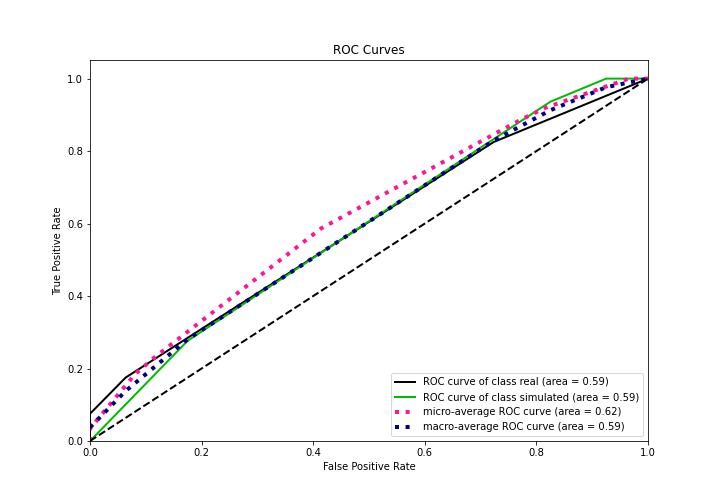 ROC Curves
True Positive Rate
1.0
0.8
0.6
0.4
0.2
0.0
0.0 0.2 0.4 0.6 0.8 1.0
False Positive Rate
ROC curve of class real (area = 0.59)
ROC curve of class simulated (area = 0.59)
micro-average ROC curve (area = 0.62)
macro-average ROC curve (area = 0.59)